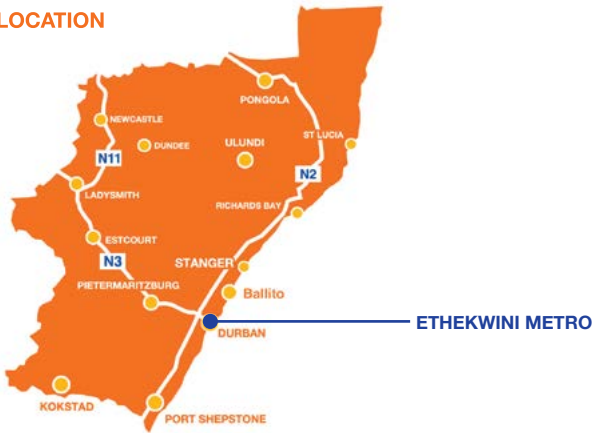 LOCATION
PONGOLA
NEWCASTLE
DUNDEE
ULUNDI
ST LUCIA
N11
N2
LADYSMITH
RICHARDS BAY
ESTCOURT
N3
STANGER
PIETERMARITZBURG
Ballito
ETHEKWINI METRO
DURBAN
KOKSTAD
PORT SHEPSTONE